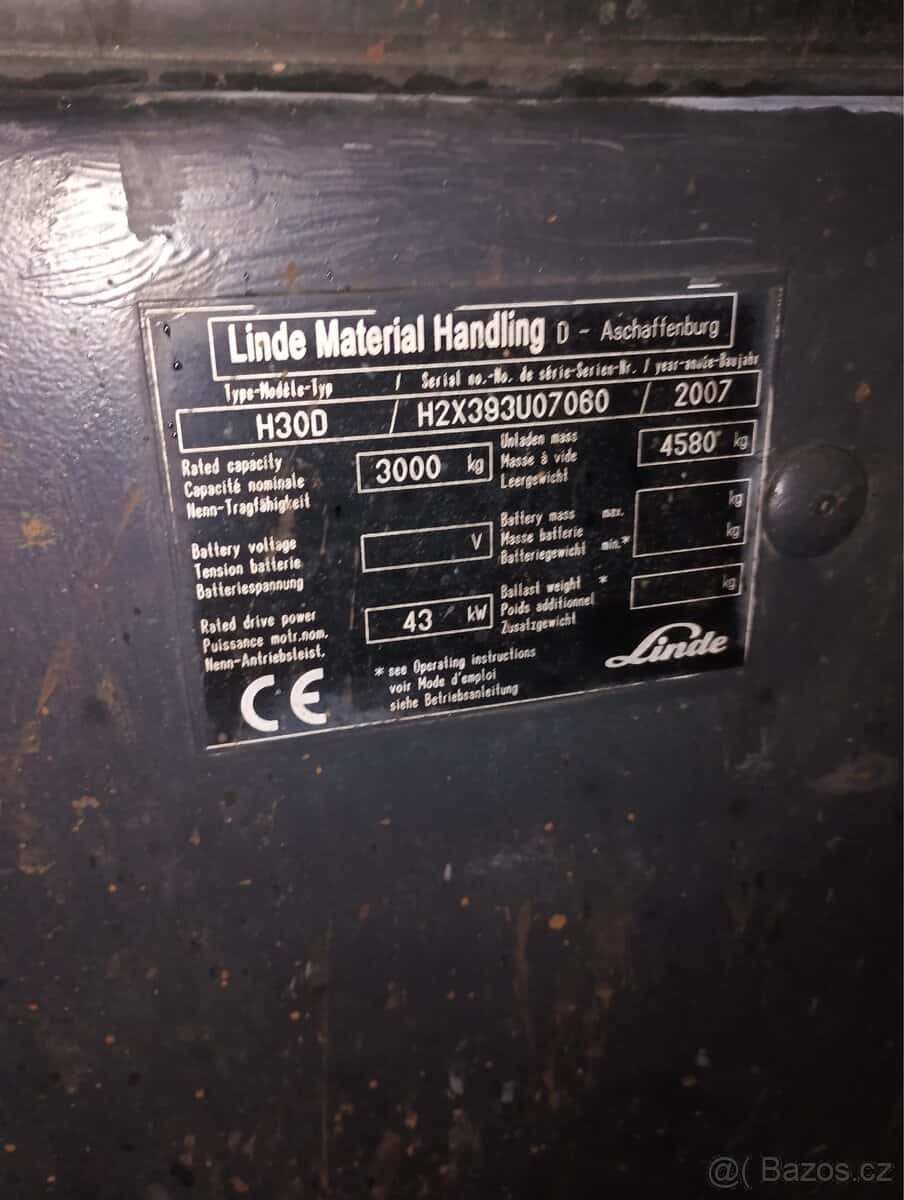 Linde Material Handling D - Aschaffenburg
Type-Modèle-Typ / Serial no.-No. de série-Serien-Nr. / year-année-Baujahr
H30D / H2X393U07060 / 2007
Rated capacity
Capacité nominale
Nenn-Tragfähigkeit
3000 kg
Unladen mass
Masse à vide
Leergewicht
4580 kg
Battery voltage
Tension batterie
Batteriespannung
V
Battery mass max. kg
Masse batterie
Batteriegewicht min.* kg
Rated drive power
Puissance motr.nom.
Nenn-Antriebsleist.
43 kW
Ballast weight *
Poids additionnel
Zusatzgewicht
kg
* see Operating instructions
voir Mode d'emploi
siehe Betriebsanleitung
CE
Linde
@( Bazos.cz